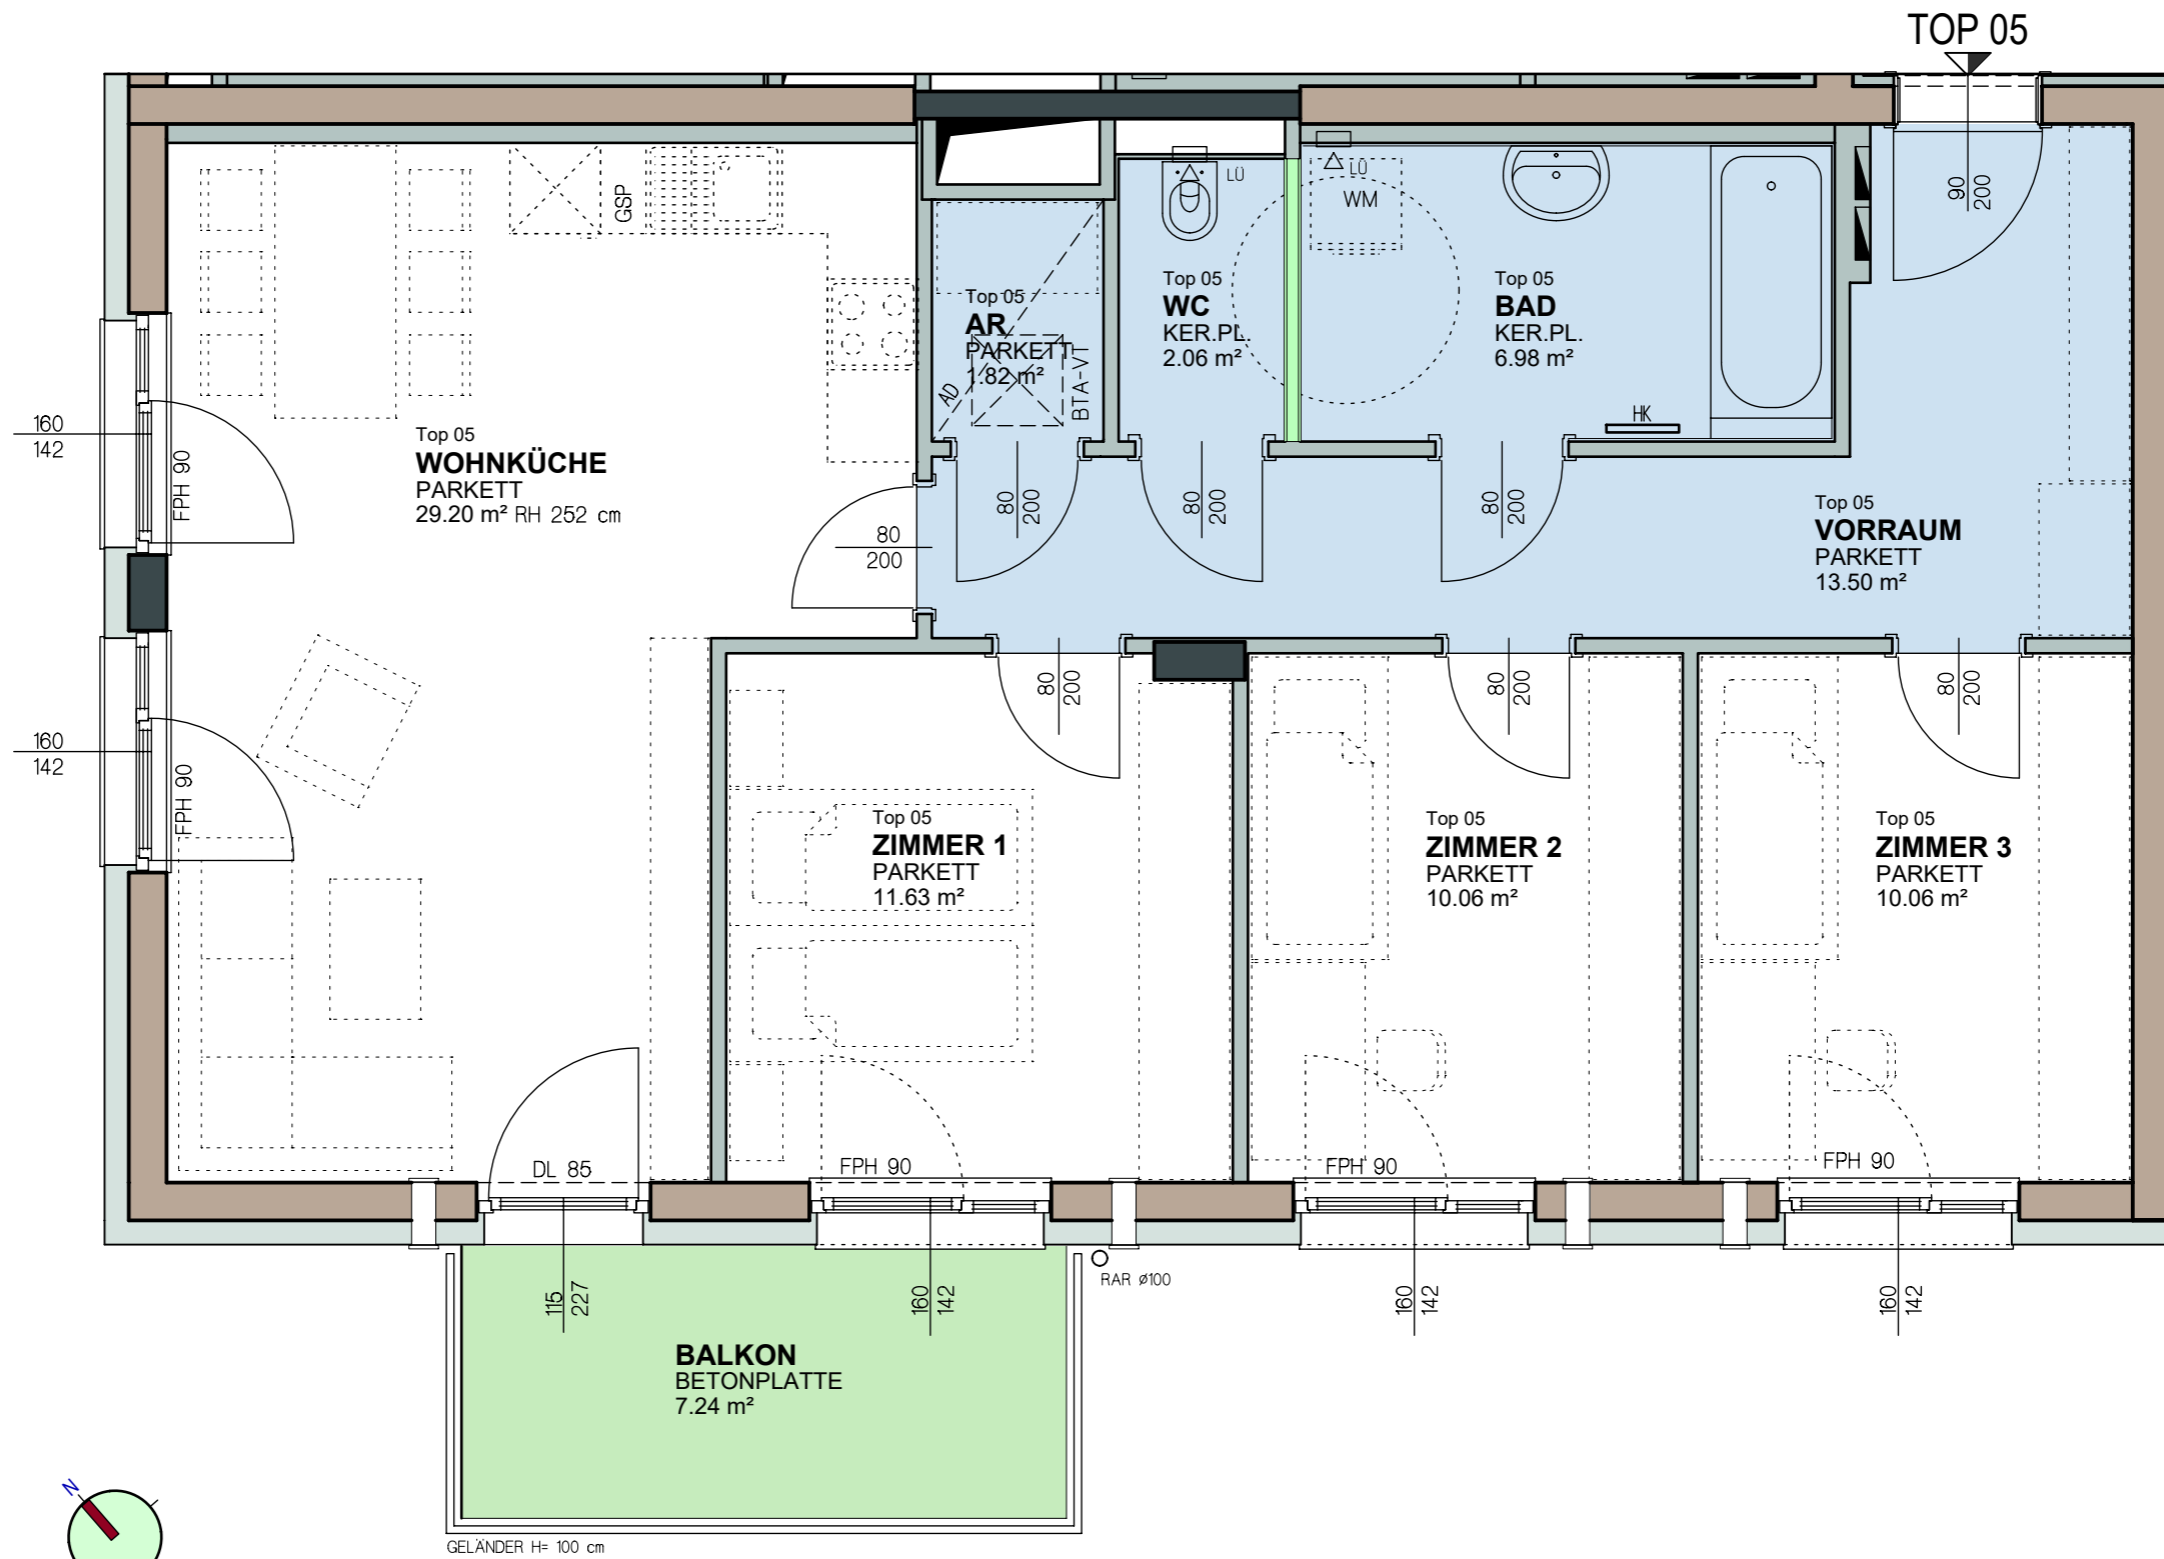 TOP 05
90
200
GSP
LÜ
LÜ
WM
Top 05
AR
PARKETT
1.82 m²
AD
BTA-VT
Top 05
WC
KER.PL.
2.06 m²
Top 05
BAD
KER.PL.
6.98 m²
HK
160
142
FPH 90
Top 05
WOHNKÜCHE
PARKETT
29.20 m² RH 252 cm
80
200
80
200
80
200
80
200
Top 05
VORRAUM
PARKETT
13.50 m²
160
142
FPH 90
80
200
80
200
80
200
Top 05
ZIMMER 1
PARKETT
11.63 m²
Top 05
ZIMMER 2
PARKETT
10.06 m²
Top 05
ZIMMER 3
PARKETT
10.06 m²
DL 85
FPH 90
FPH 90
FPH 90
115
227
160
142
RAR ø100
160
142
160
142
BALKON
BETONPLATTE
7.24 m²
N
GELÄNDER H= 100 cm